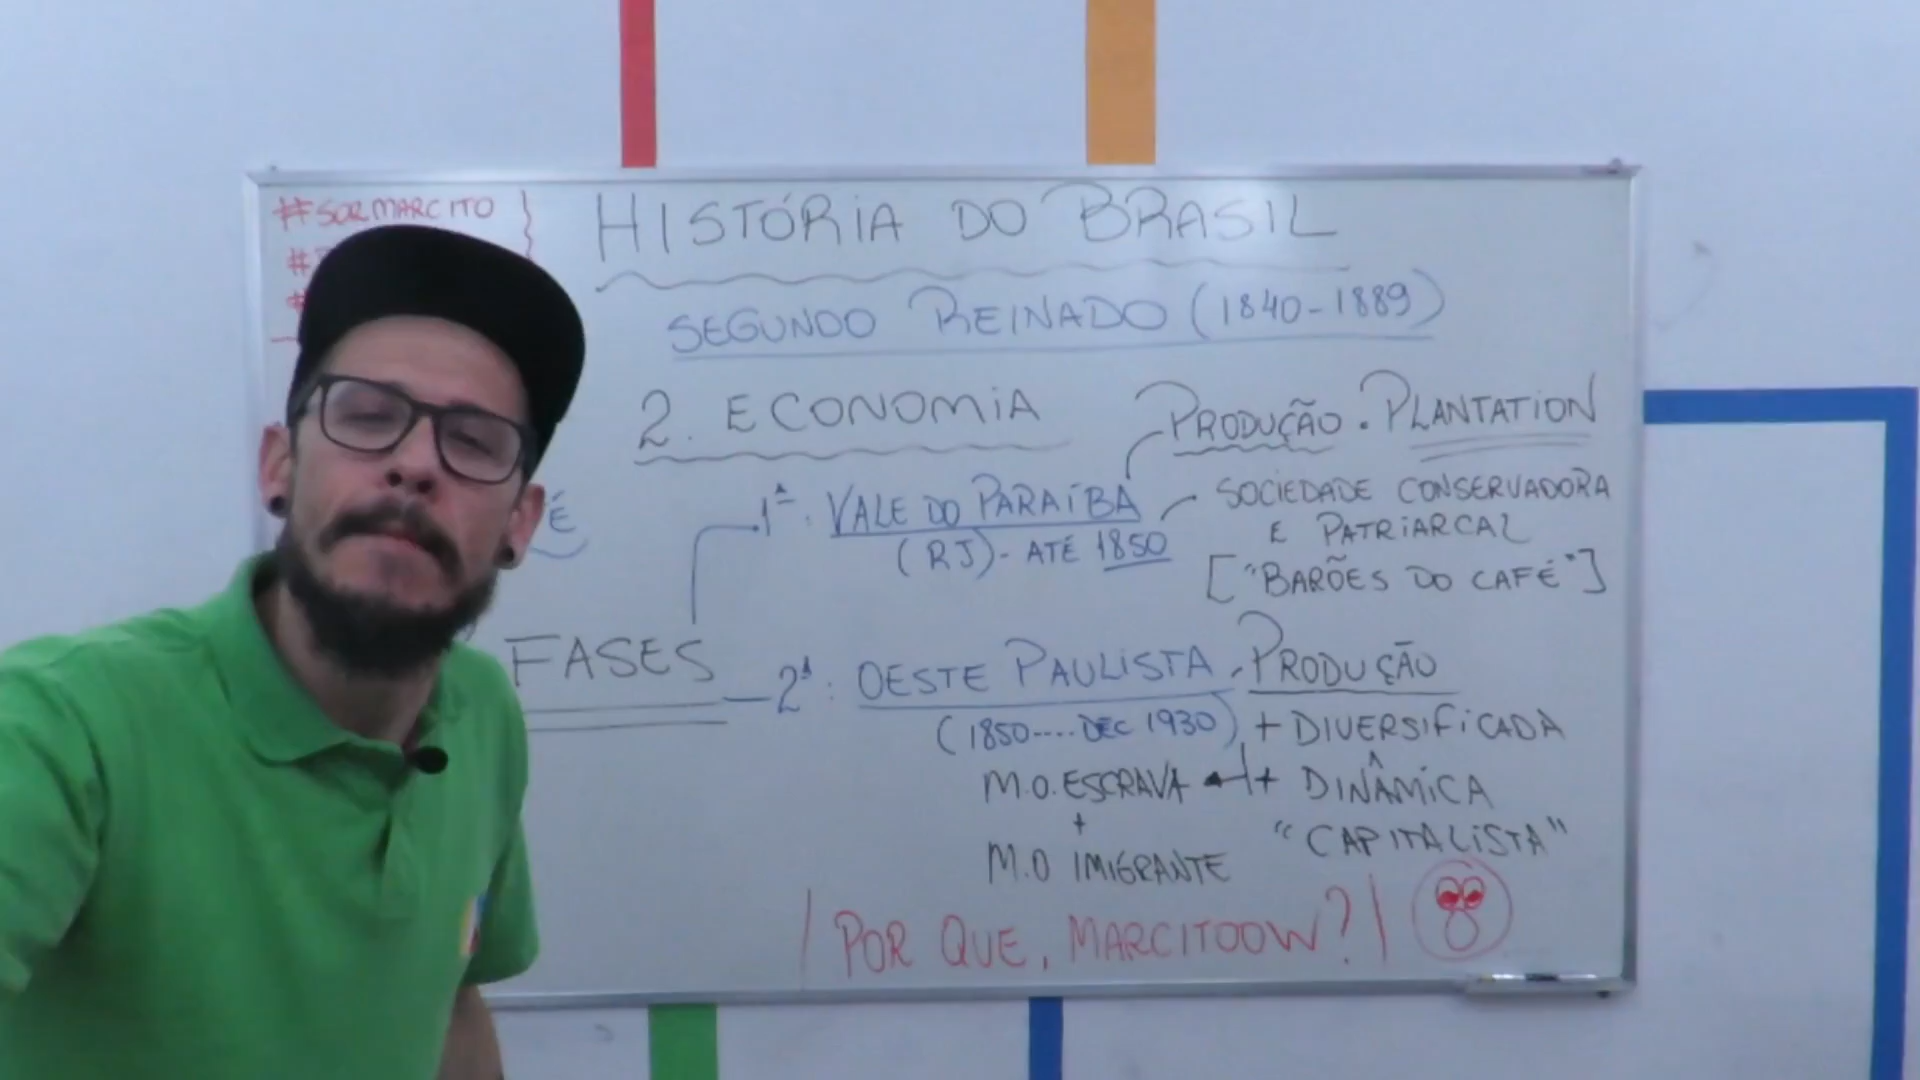 #SORMARCITO
HISTÓRIA DO BRASIL
SEGUNDO REINADO (1840-1889)
2. ECONOMIA
PRODUÇÃO. PLANTATION
1ª. VALE DO PARAÍBA
(RJ)- ATÉ 1850
SOCIEDADE CONSERVADORA
E PATRIARCAL
["BARÕES DO CAFÉ"]
FASES
2ª: OESTE PAULISTA. PRODUÇÃO
(1850....DEC 1930)
+ DIVERSIFICADA
+ DINÂMICA
"CAPITALISTA"
M.O. ESCRAVA
+
M.O IMIGRANTE
POR QUE, MARCITOOW?